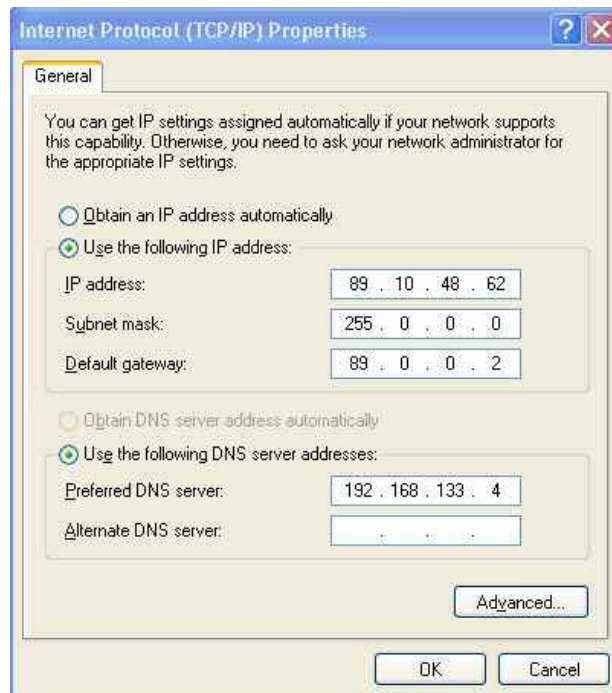 Internet Protocol (TCP/IP) Properties
General
You can get IP settings assigned automatically if your network supports
this capability. Otherwise, you need to ask your network administrator for
the appropriate IP settings.
Obtain an IP address automatically
Use the following IP address:
IP address: 89 . 10 . 48 . 62
Subnet mask: 255 . 0 . 0 . 0
Default gateway: 89 . 0 . 0 . 2
Obtain DNS server address automatically
Use the following DNS server addresses:
Preferred DNS server: 192 . 168 . 133 . 4
Alternate DNS server: . . .
Advanced...
OK Cancel